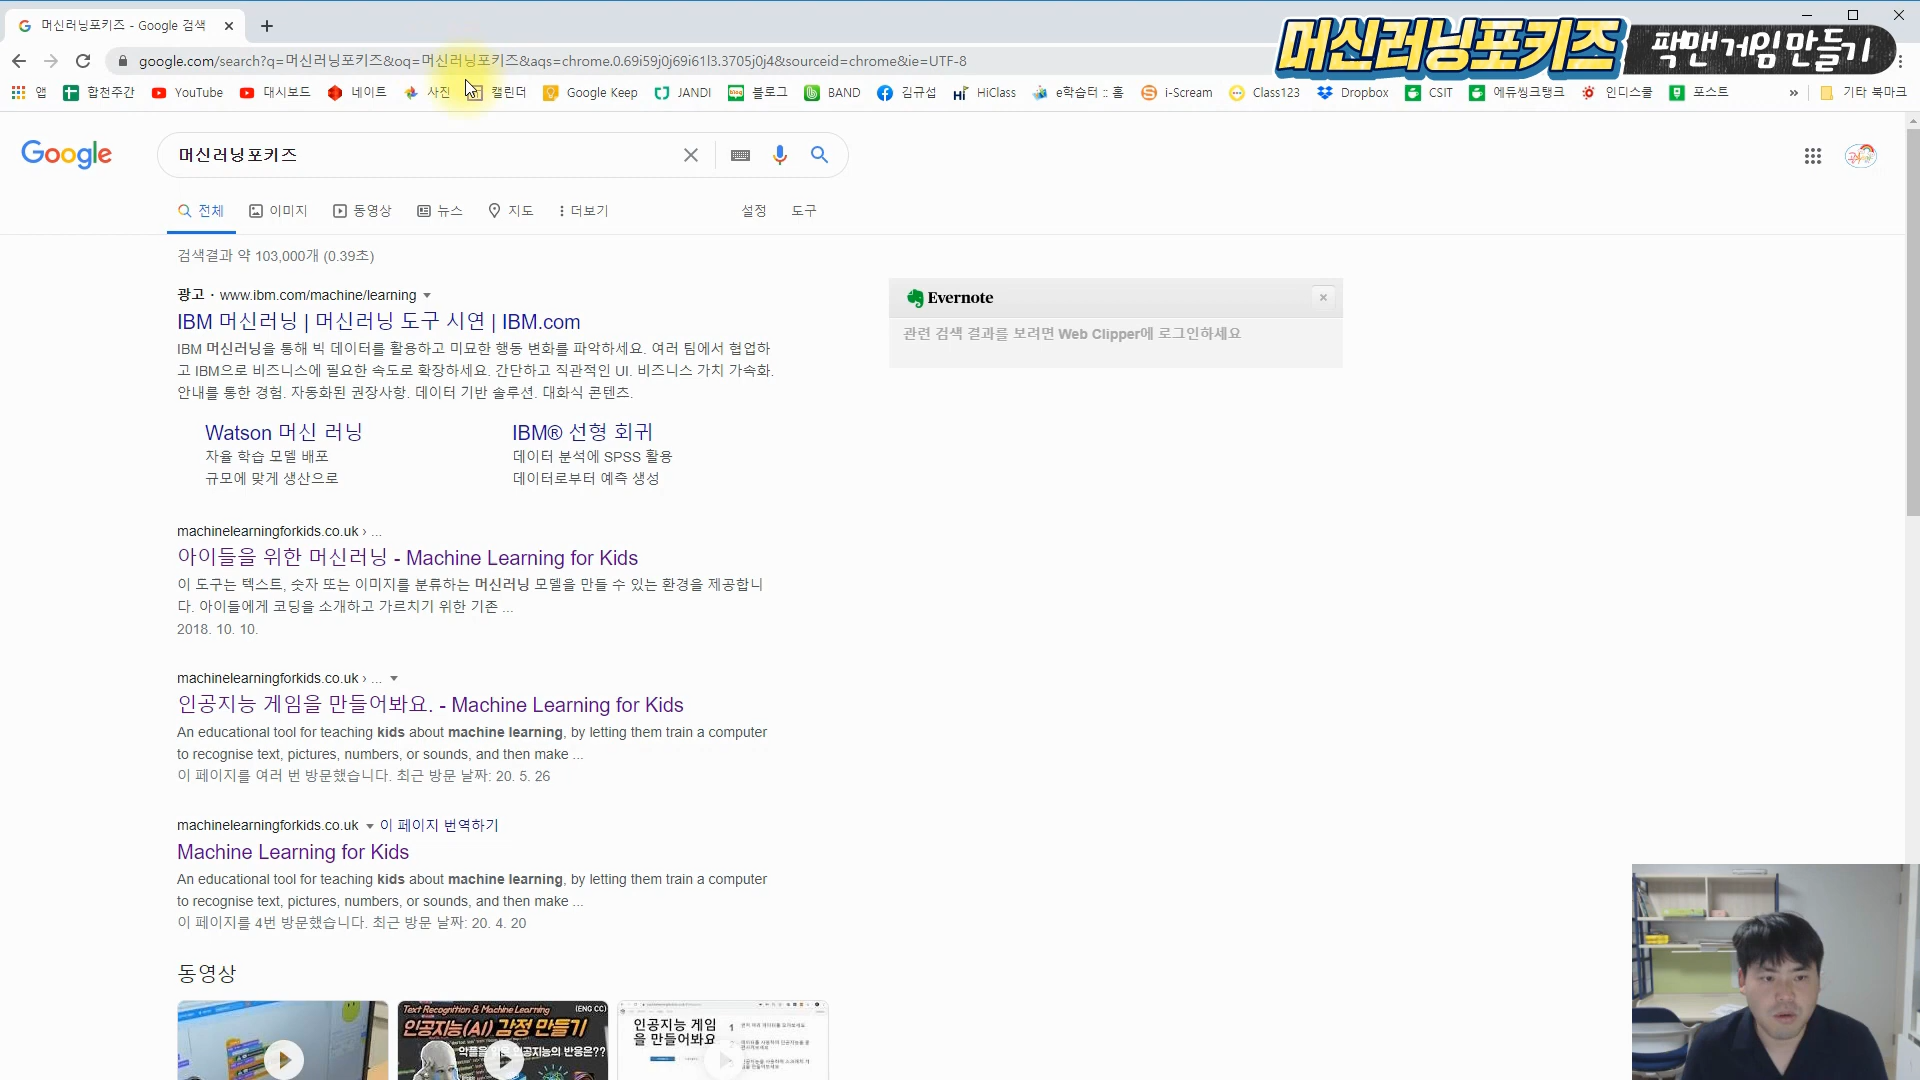 머신러닝포키즈 - Google 검색
머신러닝포키즈 팩맨게임만들기
google.com/search?q=머신러닝포키즈&oq=머신러닝포키즈&aqs=chrome.0.69i59j0j69i61l3.3705j0j4&sourceid=chrome&ie=UTF-8
앱 합천주간 YouTube 대시보드 네이트 사진 캘린더 Google Keep JANDI 블로그 BAND 김규섭 HiClass e학습터 :: 홈 i-Scream Class123 Dropbox CSIT 에듀씽크탱크 인디스쿨 포스트 » 기타 북마크
Google
머신러닝포키즈
전체 이미지 동영상 뉴스 지도 더보기 설정 도구
검색결과 약 103,000개 (0.39초)
광고 · www.ibm.com/machine/learning
IBM 머신러닝 | 머신러닝 도구 시연 | IBM.com
IBM 머신러닝을 통해 빅 데이터를 활용하고 미묘한 행동 변화를 파악하세요. 여러 팀에서 협업하
고 IBM으로 비즈니스에 필요한 속도로 확장하세요. 간단하고 직관적인 UI. 비즈니스 가치 가속화.
안내를 통한 경험. 자동화된 권장사항. 데이터 기반 솔루션. 대화식 콘텐츠.
Watson 머신 러닝
자율 학습 모델 배포
규모에 맞게 생산으로
IBM® 선형 회귀
데이터 분석에 SPSS 활용
데이터로부터 예측 생성
Evernote
관련 검색 결과를 보려면 Web Clipper에 로그인하세요
machinelearningforkids.co.uk › ...
아이들을 위한 머신러닝 - Machine Learning for Kids
이 도구는 텍스트, 숫자 또는 이미지를 분류하는 머신러닝 모델을 만들 수 있는 환경을 제공합니
다. 아이들에게 코딩을 소개하고 가르치기 위한 기존 ...
2018. 10. 10.
machinelearningforkids.co.uk › ...
인공지능 게임을 만들어봐요. - Machine Learning for Kids
An educational tool for teaching kids about machine learning, by letting them train a computer
to recognise text, pictures, numbers, or sounds, and then make ...
이 페이지를 여러 번 방문했습니다. 최근 방문 날짜: 20. 5. 26
machinelearningforkids.co.uk 이 페이지 번역하기
Machine Learning for Kids
An educational tool for teaching kids about machine learning, by letting them train a computer
to recognise text, pictures, numbers, or sounds, and then make ...
이 페이지를 4번 방문했습니다. 최근 방문 날짜: 20. 4. 20
동영상
Text Recognition & Machine Learning (ENG CC)
인공지능(AI) 감정 만들기
인공지능의 반응은??
인공지능 게임
을 만들어봐요
1